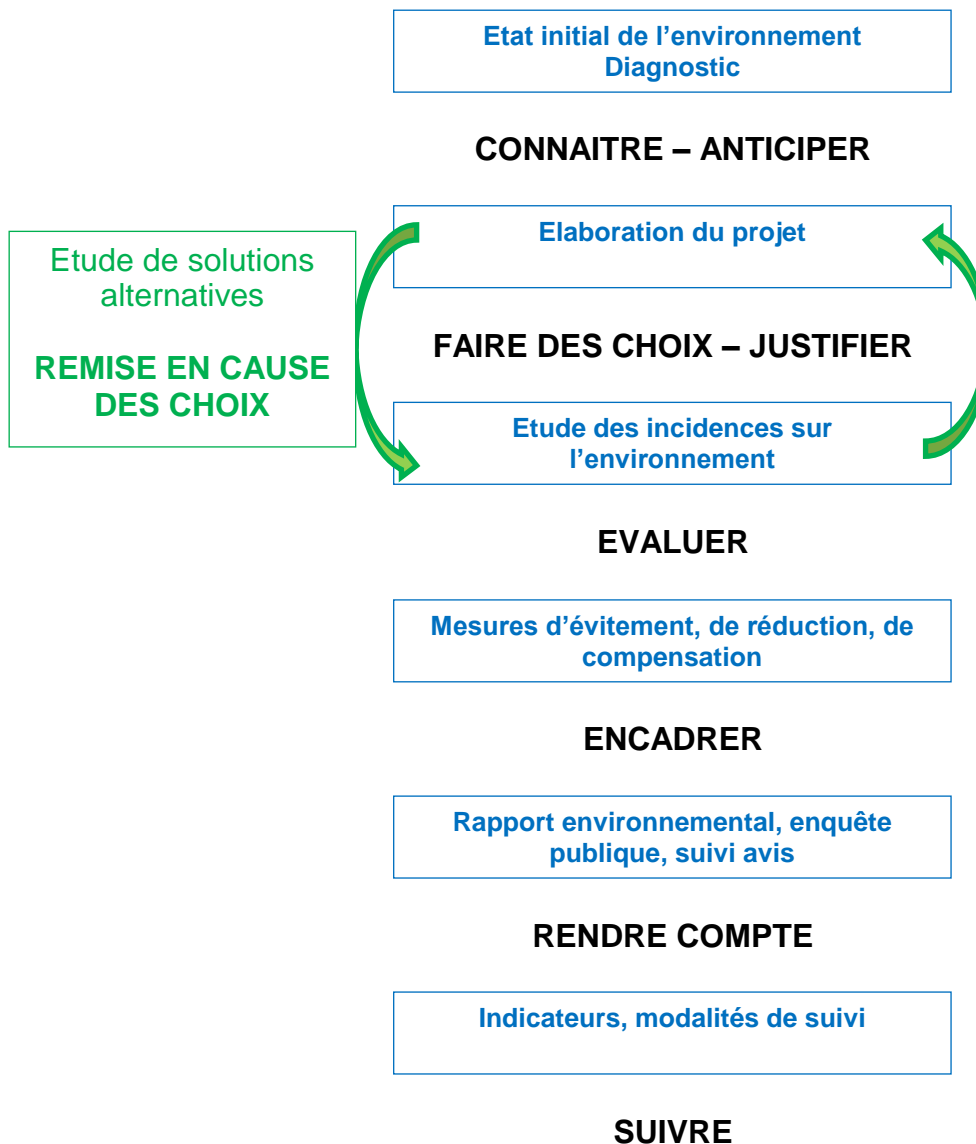 Etat initial de l’environnement
Diagnostic
CONNAITRE – ANTICIPER
Elaboration du projet
Etude de solutions
alternatives
REMISE EN CAUSE
DES CHOIX
FAIRE DES CHOIX – JUSTIFIER
Etude des incidences sur
l’environnement
EVALUER
Mesures d’évitement, de réduction, de
compensation
ENCADRER
Rapport environnemental, enquête
publique, suivi avis
RENDRE COMPTE
Indicateurs, modalités de suivi
SUIVRE